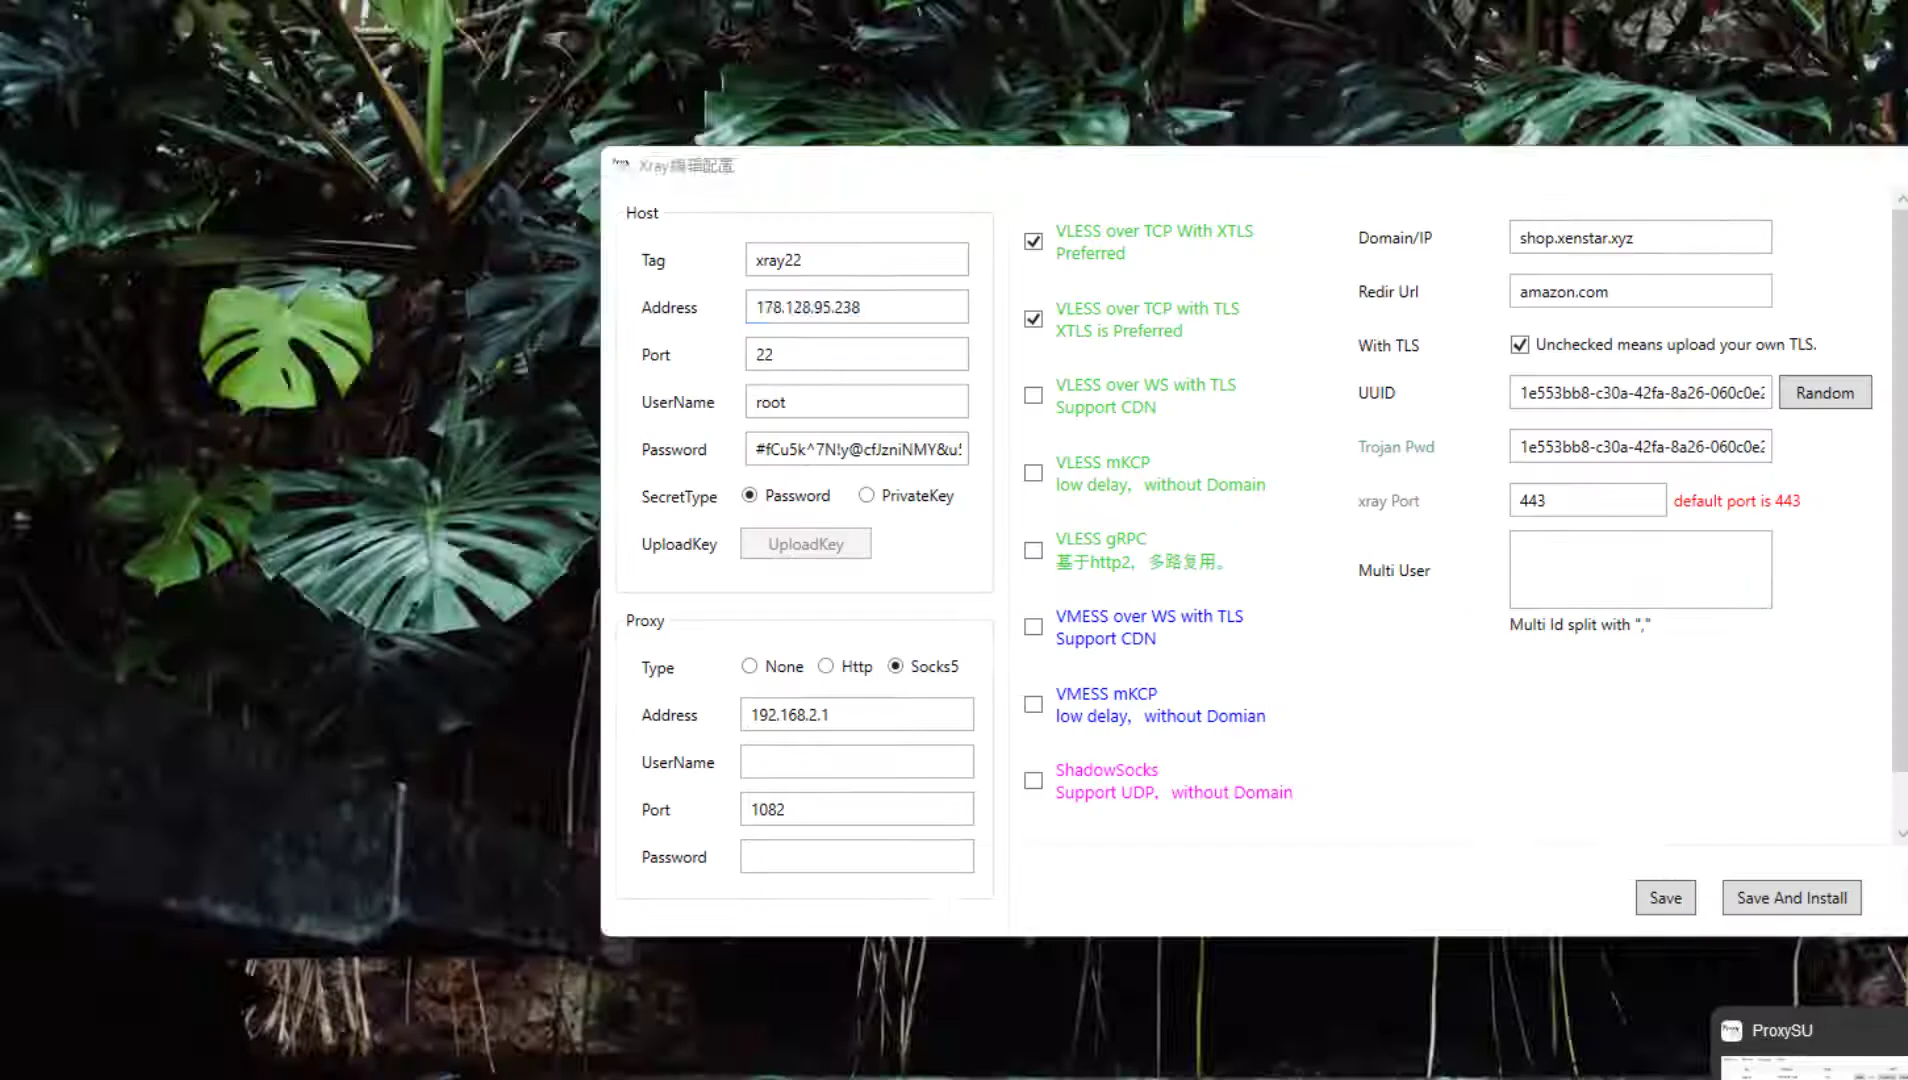 Xray编辑配置
Host
Tag
xray22
Address
178.128.95.238
Port
22
UserName
root
Password
#fCu5k^7N!y@cfJzniNMY&u!
SecretType
Password
PrivateKey
UploadKey
UploadKey
Proxy
Type
None
Http
Socks5
Address
192.168.2.1
UserName
Port
1082
Password
VLESS over TCP With XTLS
Preferred
VLESS over TCP with TLS
XTLS is Preferred
VLESS over WS with TLS
Support CDN
VLESS mKCP
low delay, without Domain
VLESS gRPC
基于http2,多路复用。
VMESS over WS with TLS
Support CDN
VMESS mKCP
low delay, without Domian
ShadowSocks
Support UDP, without Domain
Domain/IP
shop.xenstar.xyz
Redir Url
amazon.com
With TLS
Unchecked means upload your own TLS.
UUID
1e553bb8-c30a-42fa-8a26-060c0e
Random
Trojan Pwd
1e553bb8-c30a-42fa-8a26-060c0e
xray Port
443
default port is 443
Multi User
Multi Id split with ","
Save
Save And Install
ProxySU